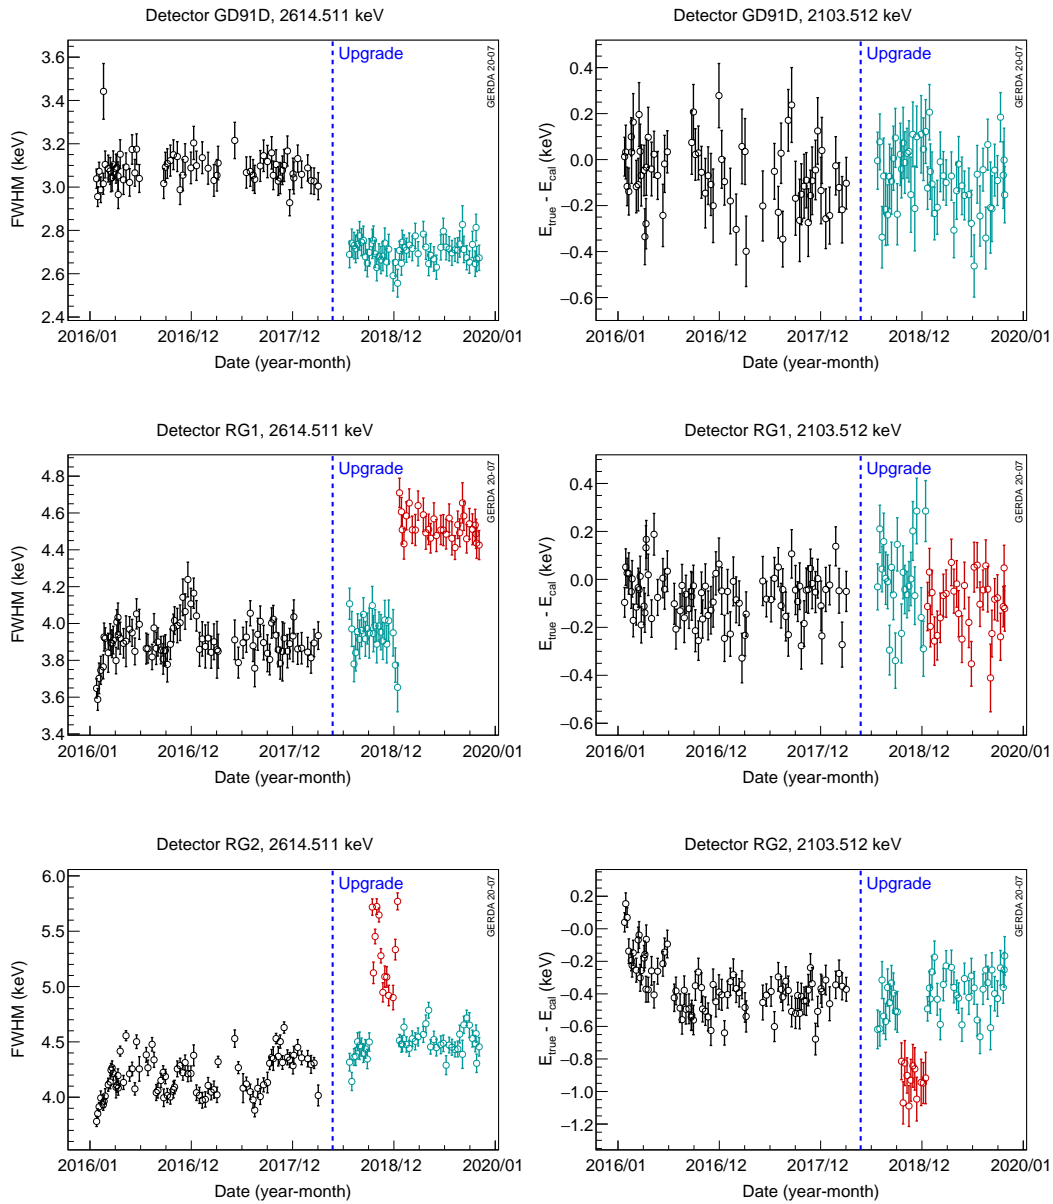 Detector GD91D, 2614.511 keV
FWHM (keV)
3.6
3.4
3.2
3.0
2.8
2.6
2.4
Upgrade
GERDA 20-07
2016/01 2016/12 2017/12 2018/12 2020/01
Date (year-month)
Detector GD91D, 2103.512 keV
E_true - E_cal (keV)
0.4
0.2
−0.0
−0.2
−0.4
−0.6
Upgrade
GERDA 20-07
2016/01 2016/12 2017/12 2018/12 2020/01
Date (year-month)
Detector RG1, 2614.511 keV
FWHM (keV)
4.8
4.6
4.4
4.2
4.0
3.8
3.6
3.4
Upgrade
GERDA 20-07
2016/01 2016/12 2017/12 2018/12 2020/01
Date (year-month)
Detector RG1, 2103.512 keV
E_true - E_cal (keV)
0.4
0.2
−0.0
−0.2
−0.4
−0.6
Upgrade
GERDA 20-07
2016/01 2016/12 2017/12 2018/12 2020/01
Date (year-month)
Detector RG2, 2614.511 keV
FWHM (keV)
6.0
5.5
5.0
4.5
4.0
Upgrade
GERDA 20-07
2016/01 2016/12 2017/12 2018/12 2020/01
Date (year-month)
Detector RG2, 2103.512 keV
E_true - E_cal (keV)
0.2
−0.0
−0.2
−0.4
−0.6
−0.8
−1.0
−1.2
Upgrade
GERDA 20-07
2016/01 2016/12 2017/12 2018/12 2020/01
Date (year-month)